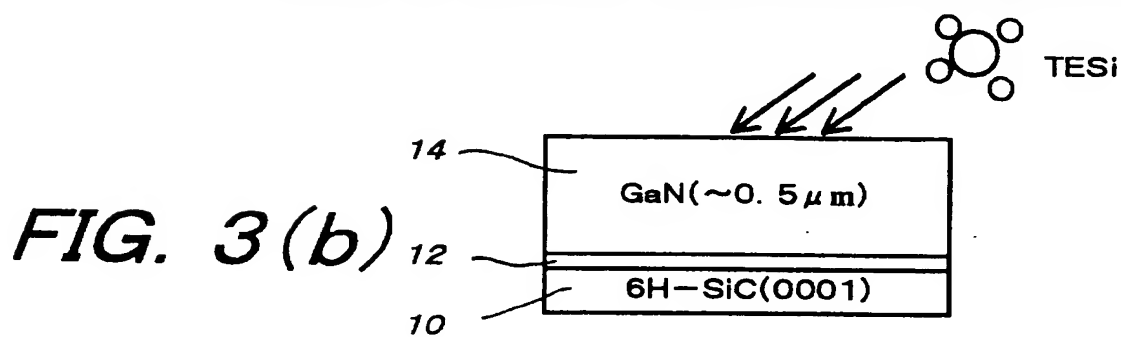 TESi
14
GaN(~0. 5μm)
FIG. 3(b)
12
6H-SiC(0001)
10